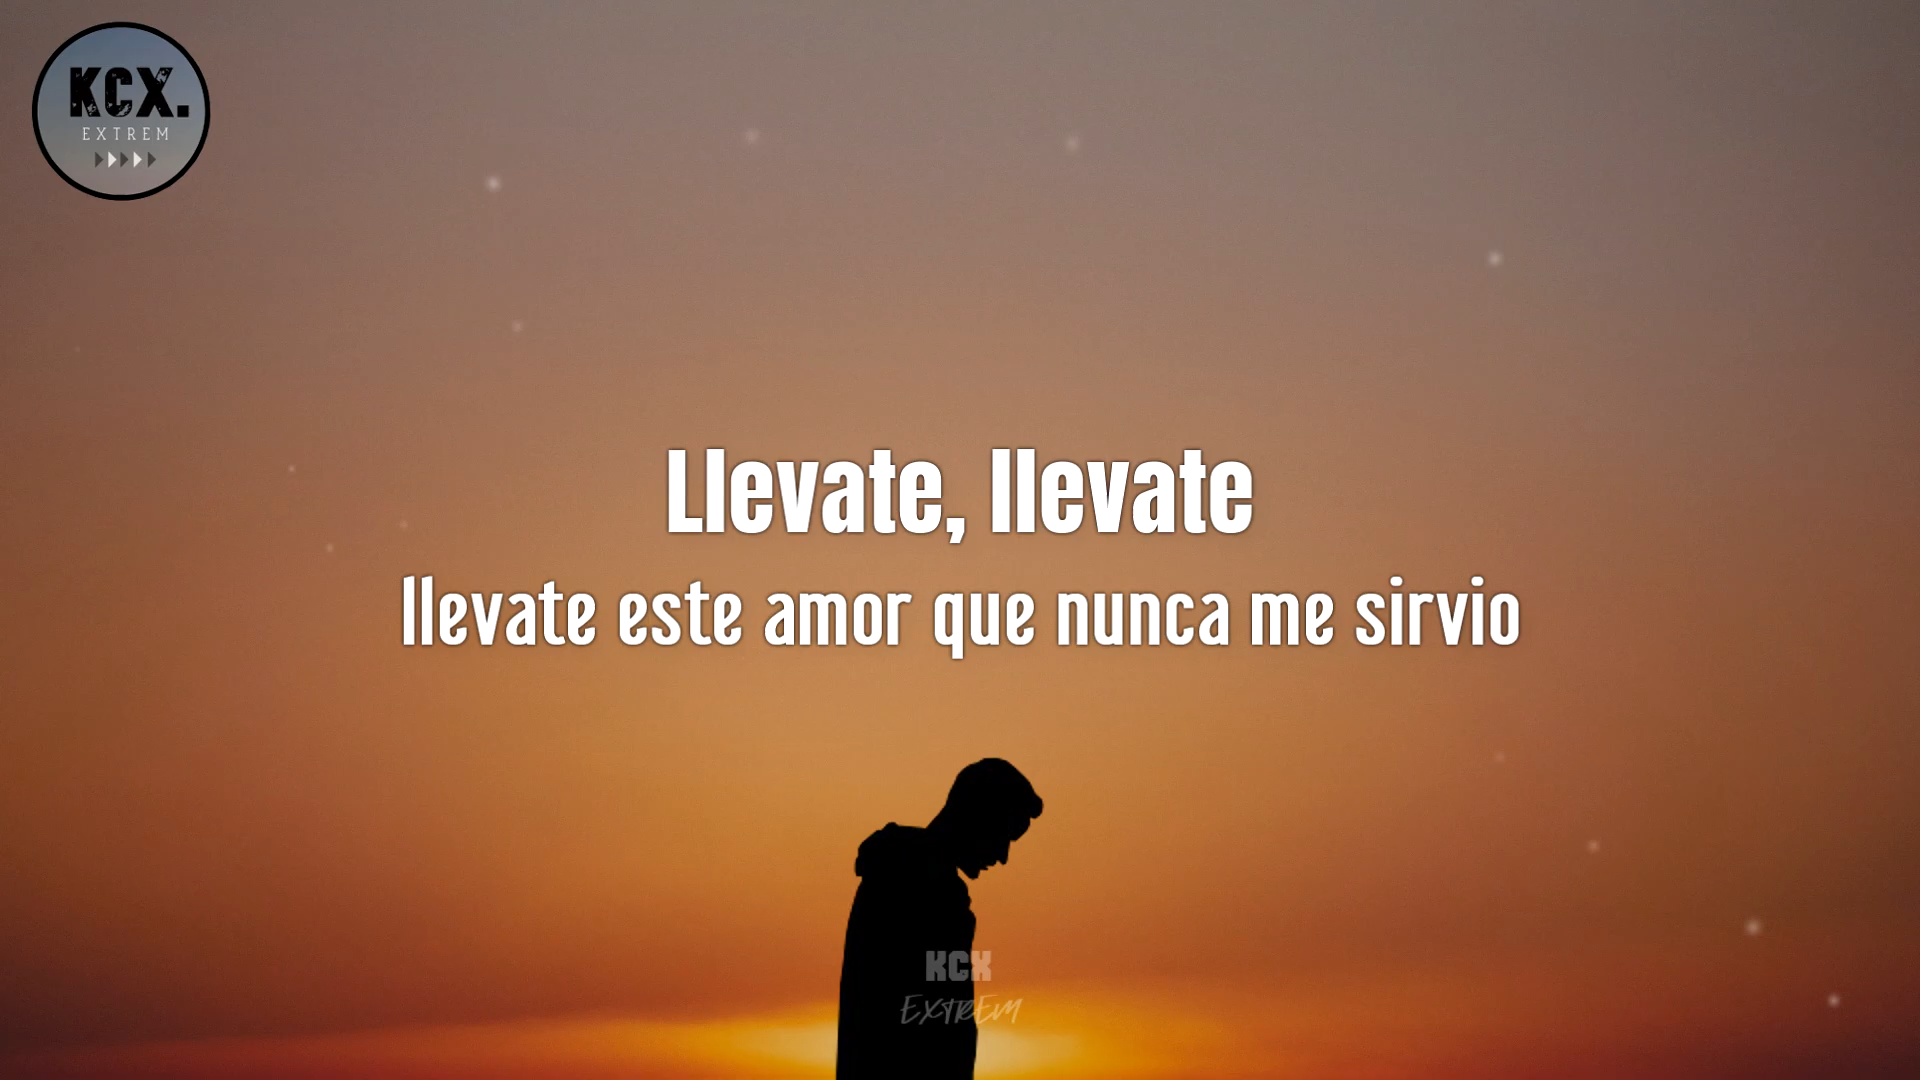 KCX.
EXTREM
Llevate, llevate
llevate este amor que nunca me sirvio
KCX
EXTREM